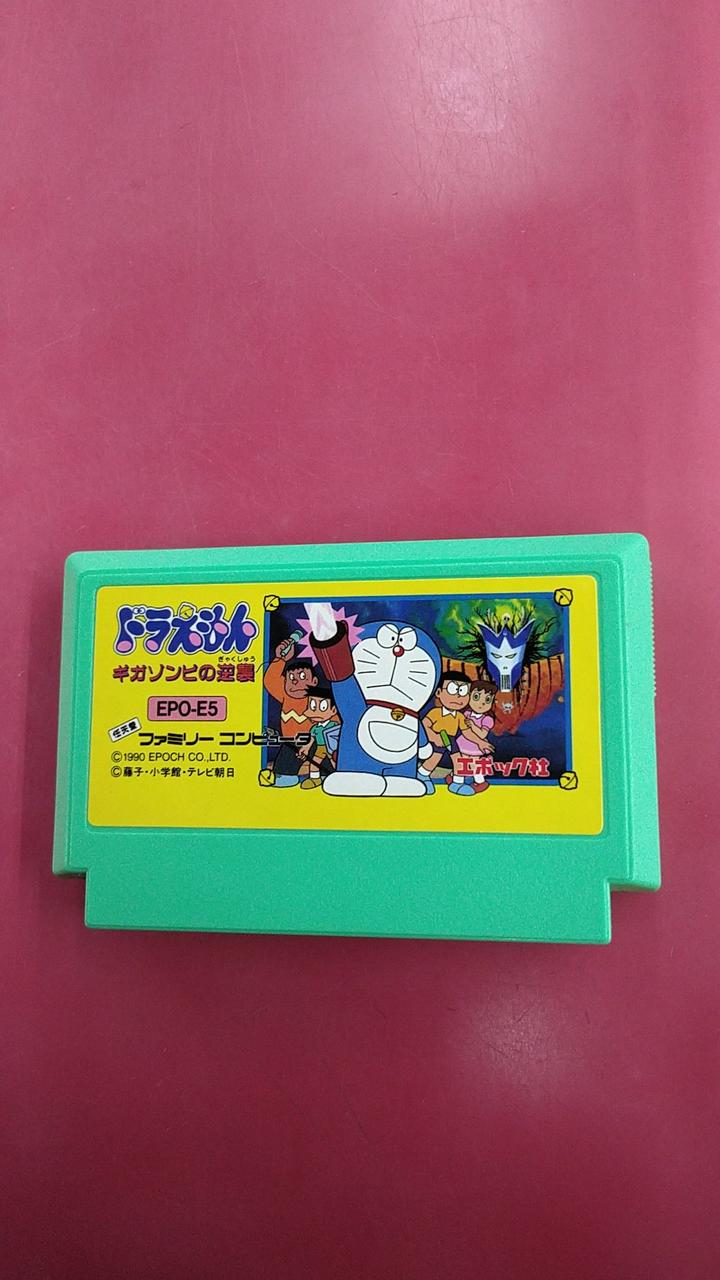 ドラえもん
ぎゃくしゅう
ギガゾンビの逆襲
EPO-E5
任天堂
ファミリー コンピュータ
©1990 EPOCH CO.,LTD.
©藤子・小学館・テレビ朝日
エポック社